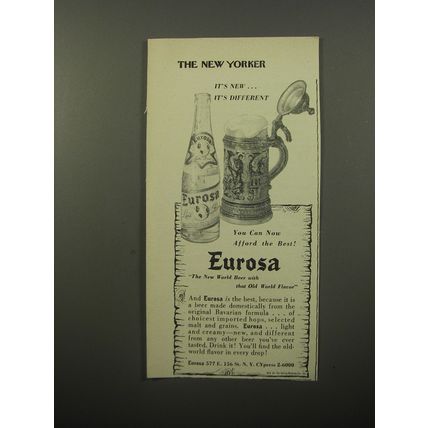 THE NEW YORKER
IT'S NEW...
IT'S DIFFERENT
Eurosa
Eurosa
You Can Now
Afford the Best!
Eurosa
"The New World Beer with
that Old World Flavor"
And Eurosa is the best, because it is
a beer made domestically from the
original Bavarian formula . . . of
choicest imported hops, selected
malt and grains. Eurosa . . . light
and creamy—new, and different
from any other beer you've ever
tasted. Drink it! You'll find the old-
world flavor in every drop!
Eurosa 577 E. 156 St. N. Y. CYpress 2-6000